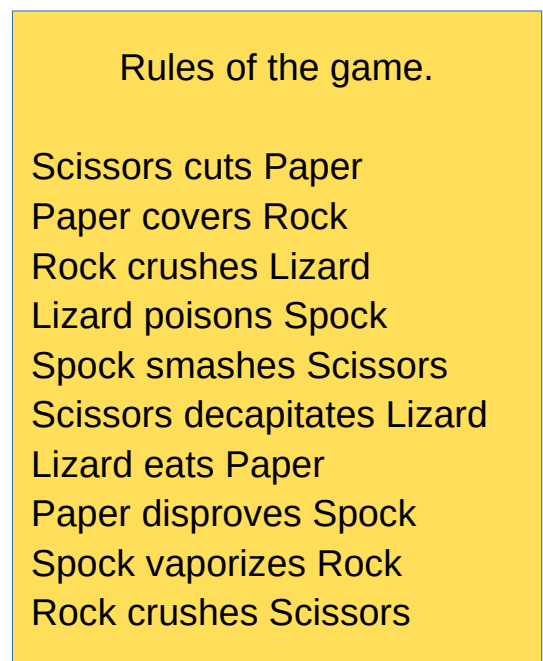 Rules of the game.
Scissors cuts Paper
Paper covers Rock
Rock crushes Lizard
Lizard poisons Spock
Spock smashes Scissors
Scissors decapitates Lizard
Lizard eats Paper
Paper disproves Spock
Spock vaporizes Rock
Rock crushes Scissors